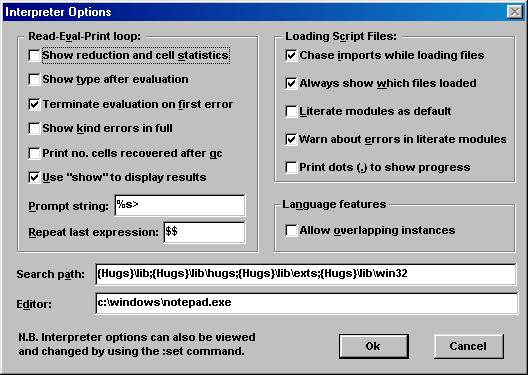 Interpreter Options
Read-Eval-Print loop:
Show reduction and cell statistics
Show type after evaluation
Terminate evaluation on first error
Show kind errors in full
Print no. cells recovered after gc
Use "show" to display results
Prompt string: %s>
Repeat last expression: $$
Loading Script Files:
Chase imports while loading files
Always show which files loaded
Literate modules as default
Warn about errors in literate modules
Print dots (.) to show progress
Language features
Allow overlapping instances
Search path: {Hugs}\lib;{Hugs}\lib\hugs;{Hugs}\lib\exts;{Hugs}\lib\win32
Editor: c:\windows\notepad.exe
N.B. Interpreter options can also be viewed
and changed by using the :set command.
Ok
Cancel